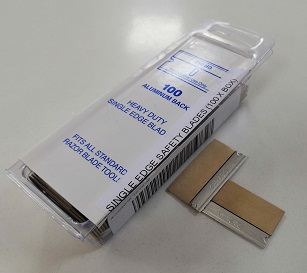 100
ALUMINUM BACK
HEAVY DUTY
SINGLE EDGE BLAD
FITS ALL STANDARD
RAZOR BLADE TOOL!
SINGLE EDGE SAFETY BLADES (100 X BOX)